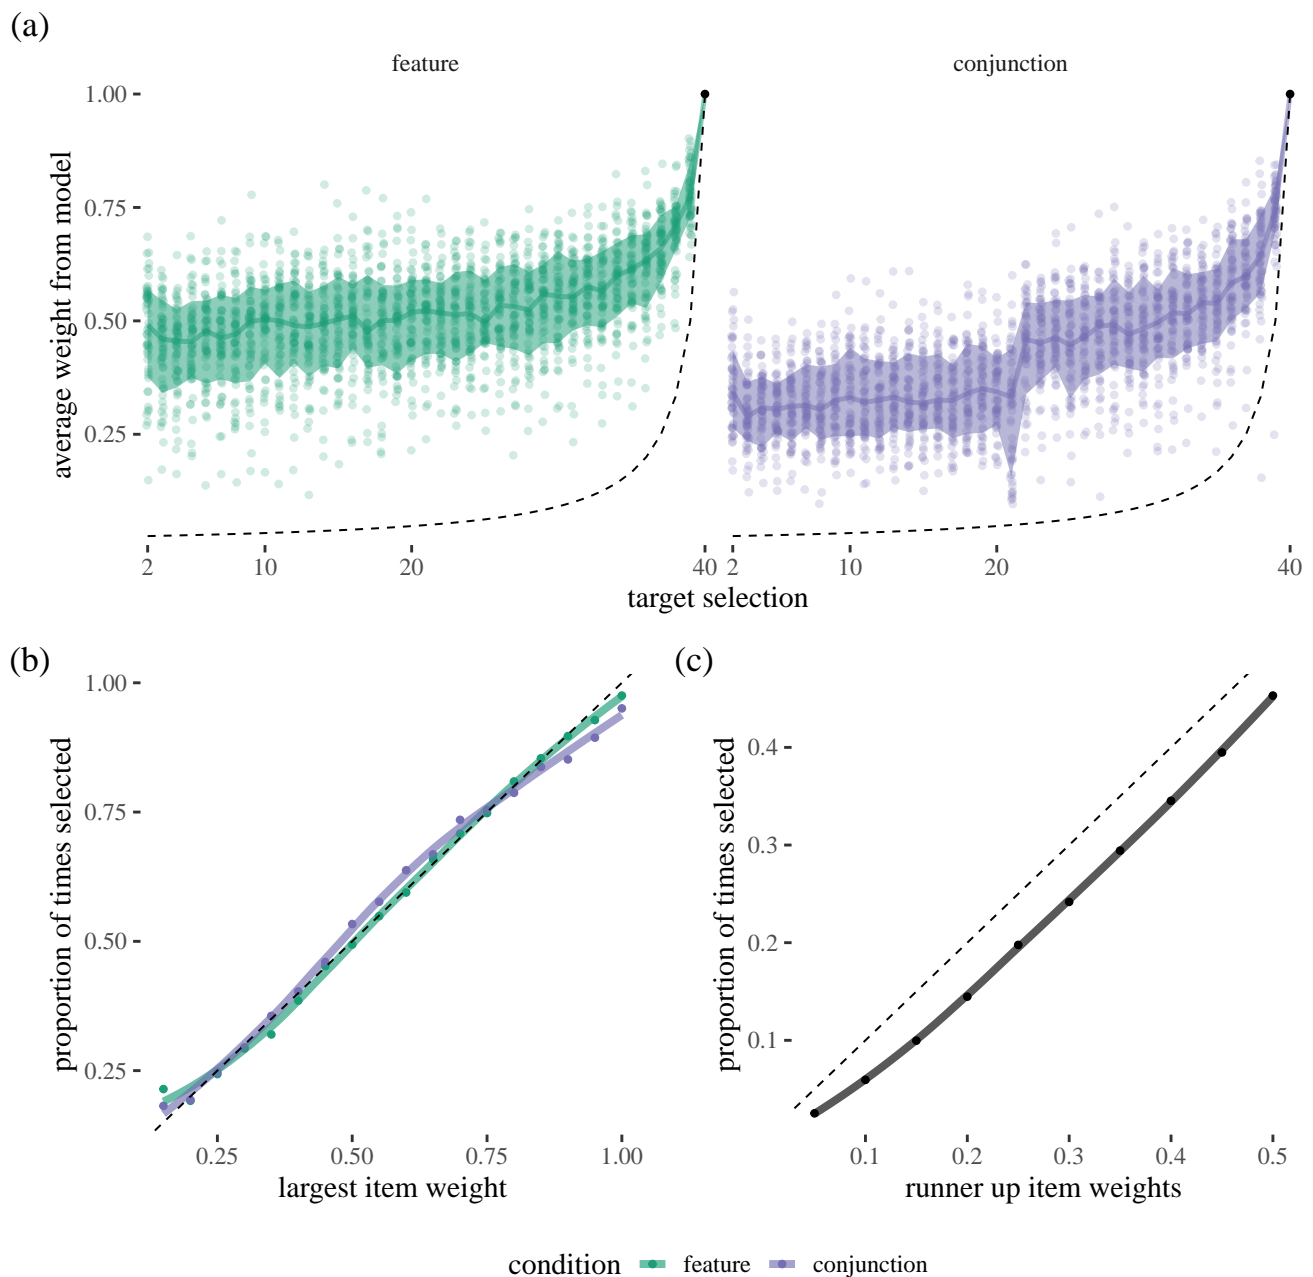 (a)
feature conjunction
average weight from model
1.00
0.75
0.50
0.25
2 10 20 40 2 10 20 40
target selection
(b)
proportion of times selected
1.00
0.75
0.50
0.25
0.25 0.50 0.75 1.00
largest item weight
(c)
proportion of times selected
0.4
0.3
0.2
0.1
0.1 0.2 0.3 0.4 0.5
runner up item weights
condition feature conjunction